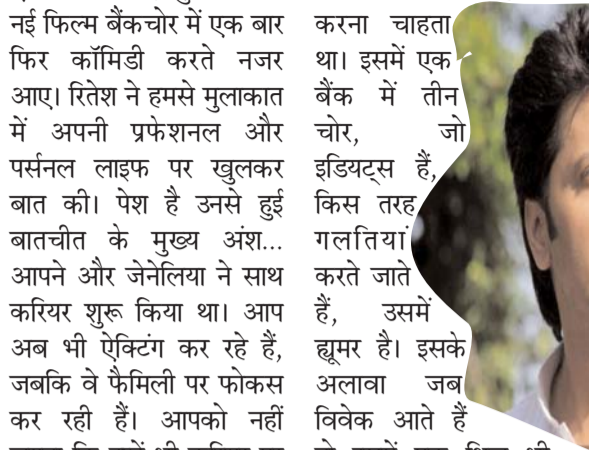 नई फिल्म बैंकचोर में एक बार
फिर कॉमिडी करते नजर
आए। रितेश ने हमसे मुलाकात
में अपनी प्रफेशनल और
पर्सनल लाइफ पर खुलकर
बात की। पेश है उनसे हुई
बातचीत के मुख्य अंश...
आपने और जेनेलिया ने साथ
करियर शुरू किया था। आप
अब भी ऐक्टिंग कर रहे हैं,
जबकि वे फैमिली पर फोकस
कर रही हैं। आपको नहीं
करना चाहता
था। इसमें एक
बैंक में तीन
चोर, जो
इडियट्स हैं,
किस तरह
गलतियां
करते जाते
हैं, उसमें
ह्यूमर है। इसके
अलावा जब
विवेक आते हैं